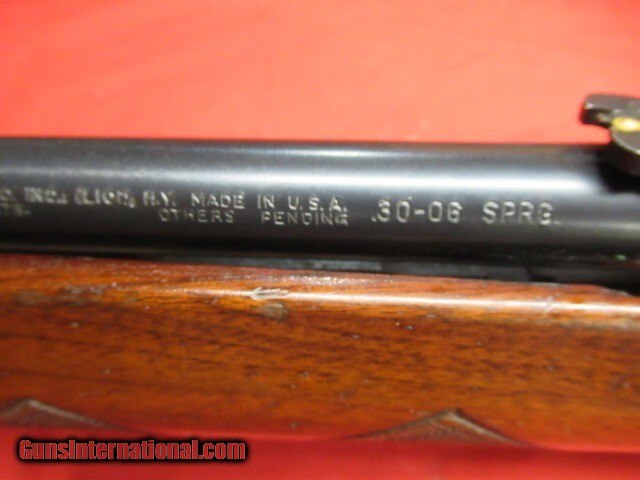 INC. ILION, N.Y. MADE IN U.S.A.
OTHERS PENDING
.30-06 SPRG.
GunsInternational.com